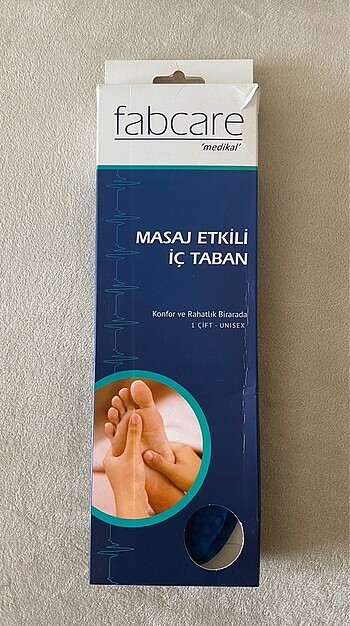 fabcare
'medikal'
MASAJ ETKİLİ
İÇ TABAN
Konfor ve Rahatlık Birarada
1 ÇİFT - UNISEX